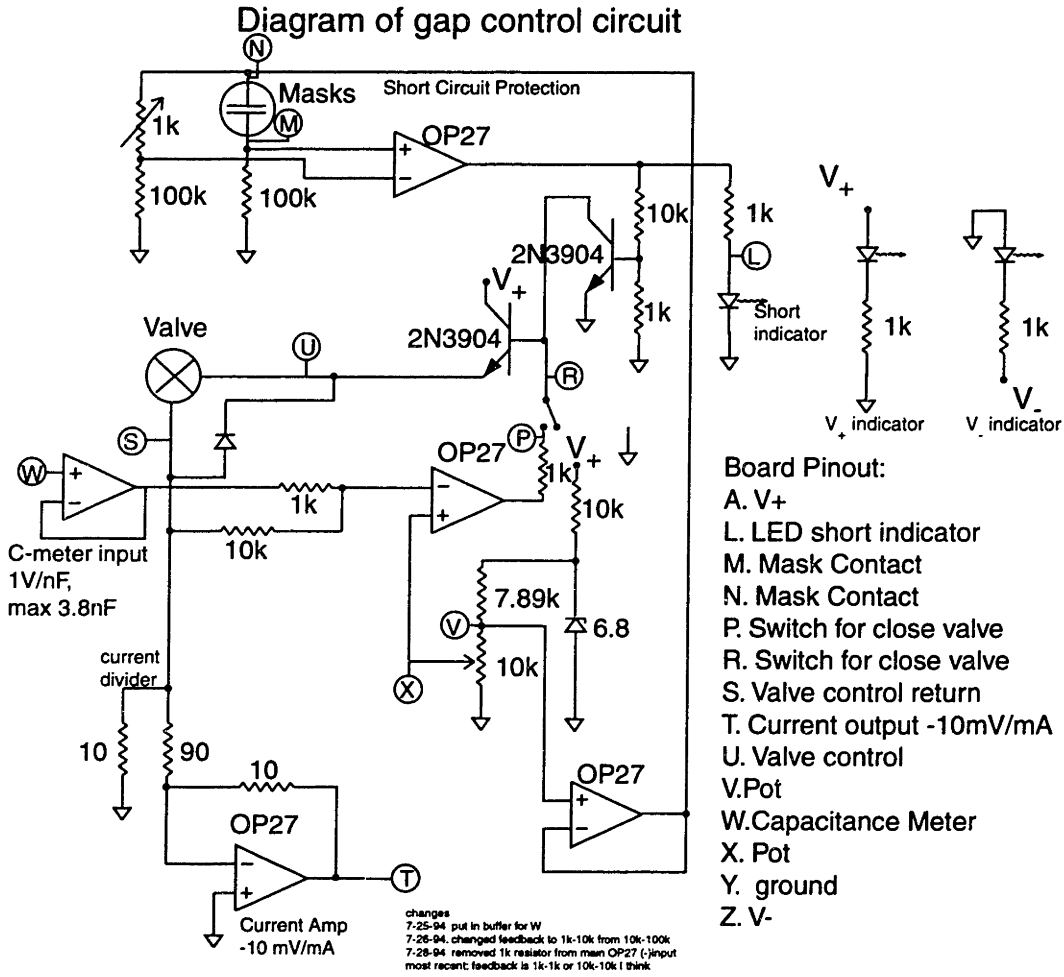 Diagram of gap control circuit
N
Masks
Short Circuit Protection
1k
M
OP27
+
−
100k
100k
10k
1k
V+
2N3904
L
V+
2N3904
1k
Short
indicator
1k
1k
Valve
U
R
V-
V+ indicator
V- indicator
S
P
V+
OP27
W
+
−
−
+
1k
1k
10k
10k
C-meter input
1V/nF,
max 3.8nF
7.89k
V
6.8
10k
X
current
divider
10
90
10
OP27
OP27
+
−
−
+
T
Current Amp
-10 mV/mA
Board Pinout:
A. V+
L. LED short indicator
M. Mask Contact
N. Mask Contact
P. Switch for close valve
R. Switch for close valve
S. Valve control return
T. Current output -10mV/mA
U. Valve control
V.Pot
W.Capacitance Meter
X. Pot
Y. ground
Z. V-
changes
7-25-94 put in buffer for W
7-26-94. changed feedback to 1k-10k from 10k-100k
7-28-94 removed 1k resistor from main OP27 (-)input
most recent: feedback is 1k-1k or 10k-10k I think